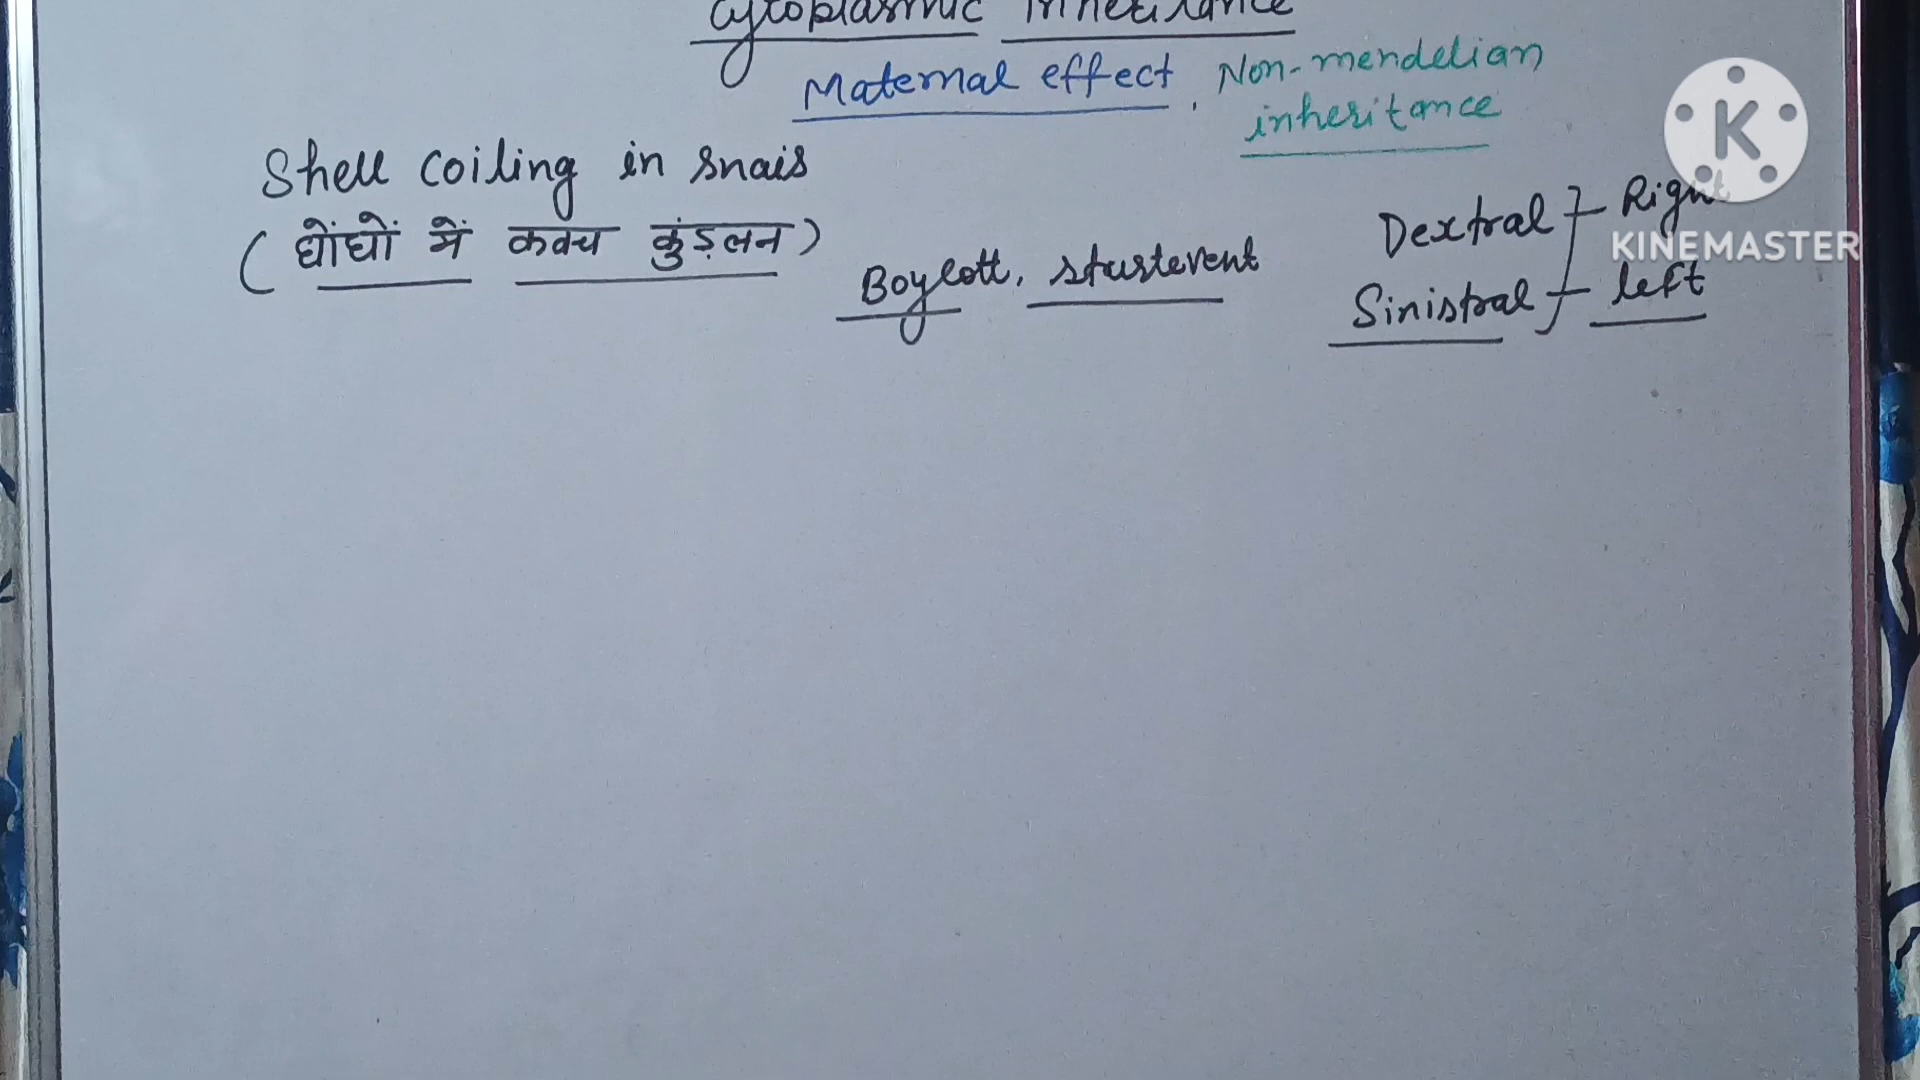 Cytoplasmic inheritance
Maternal effect, Non-mendelian
inheritance
Shell coiling in snais
(घोंघों में कवच कुंड़लन)
Boycott, sturtevent
Dextral - Right
Sinistral - left
K
KINEMASTER